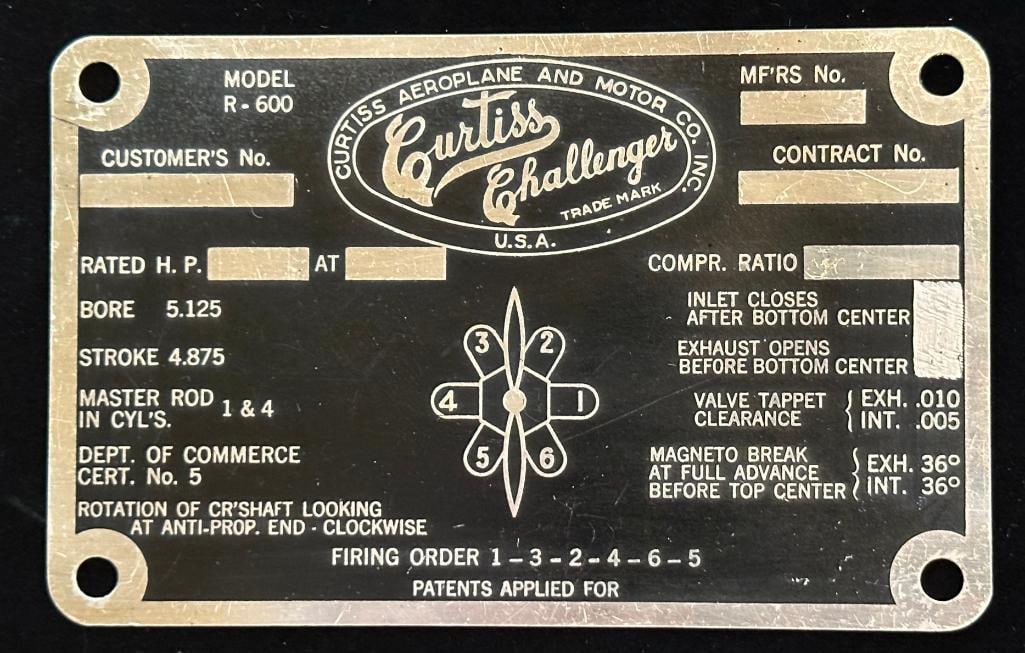 MODEL
R - 600
CURTISS AEROPLANE AND MOTOR CO. INC.
Curtiss
Challenger
TRADE MARK
U.S.A.
MF'RS No.
CUSTOMER'S No.
CONTRACT No.
RATED H. P. AT
COMPR. RATIO
BORE 5.125
STROKE 4.875
MASTER ROD
IN CYL'S. 1 & 4
DEPT. OF COMMERCE
CERT. No. 5
ROTATION OF CR'SHAFT LOOKING
AT ANTI-PROP. END - CLOCKWISE
3 2
4 1
5 6
INLET CLOSES
AFTER BOTTOM CENTER
EXHAUST OPENS
BEFORE BOTTOM CENTER
VALVE TAPPET CLEARANCE { EXH. .010
INT. .005
MAGNETO BREAK
AT FULL ADVANCE
BEFORE TOP CENTER { EXH. 36°
INT. 36°
FIRING ORDER 1 – 3 – 2 – 4 – 6 – 5
PATENTS APPLIED FOR